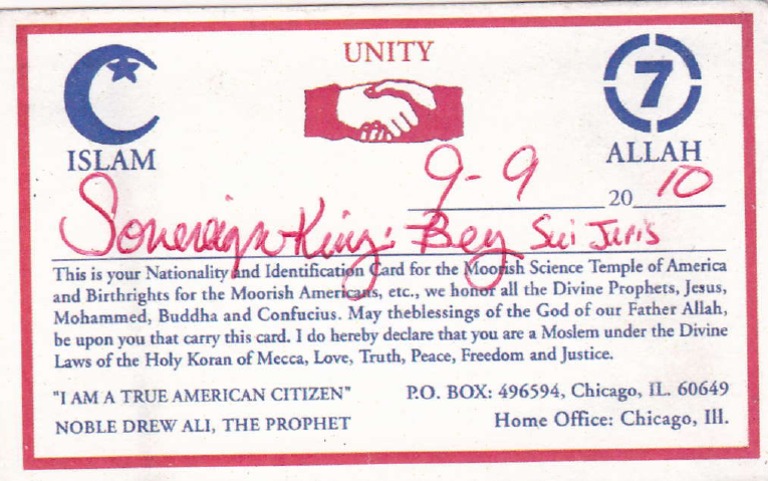 UNITY
7
ISLAM
ALLAH
9-9 20 10
Sovereign-King: Bey Sui Juris
This is your Nationality and Identification Card for the Moorish Science Temple of America
and Birthrights for the Moorish Americans, etc., we honor all the Divine Prophets, Jesus,
Mohammed, Buddha and Confucius. May theblessings of the God of our Father Allah,
be upon you that carry this card. I do hereby declare that you are a Moslem under the Divine
Laws of the Holy Koran of Mecca, Love, Truth, Peace, Freedom and Justice.
"I AM A TRUE AMERICAN CITIZEN"
P.O. BOX: 496594, Chicago, IL. 60649
NOBLE DREW ALI, THE PROPHET
Home Office: Chicago, Ill.